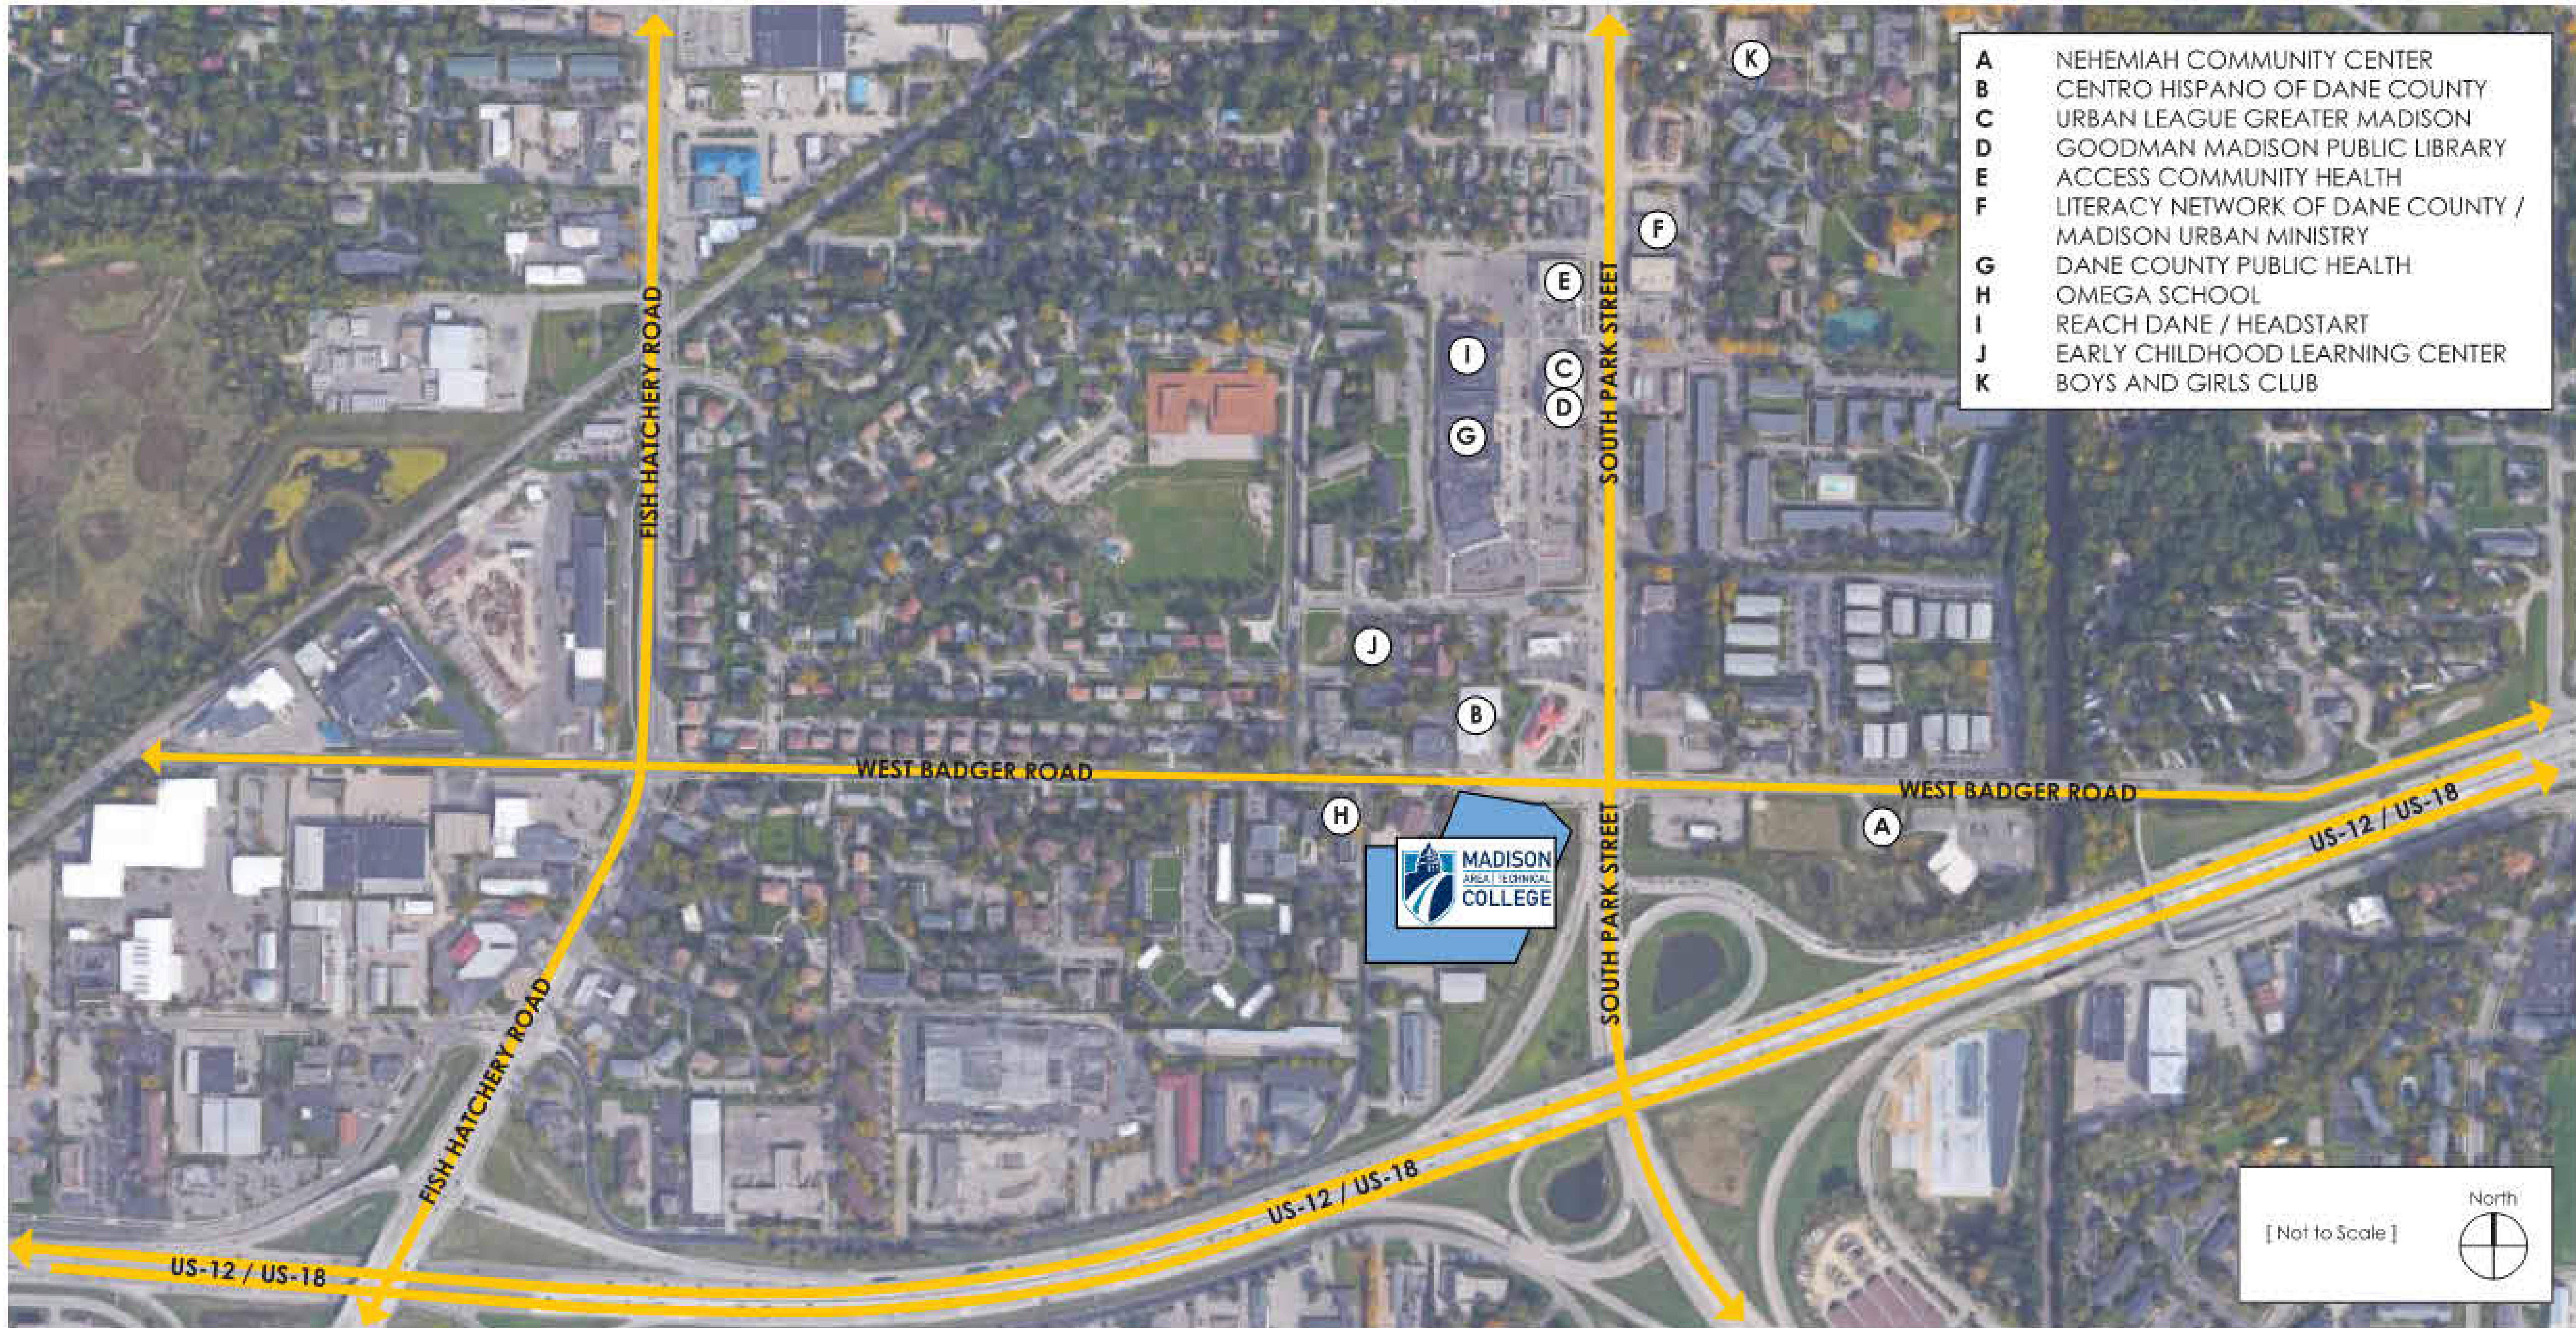 A NEHEMIAH COMMUNITY CENTER
B CENTRO HISPANO OF DANE COUNTY
C URBAN LEAGUE GREATER MADISON
D GOODMAN MADISON PUBLIC LIBRARY
E ACCESS COMMUNITY HEALTH
F LITERACY NETWORK OF DANE COUNTY /
MADISON URBAN MINISTRY
G DANE COUNTY PUBLIC HEALTH
H OMEGA SCHOOL
I REACH DANE / HEADSTART
J EARLY CHILDHOOD LEARNING CENTER
K BOYS AND GIRLS CLUB
K
F
E
I
C
D
G
FISH HATCHERY ROAD
SOUTH PARK STREET
J
B
WEST BADGER ROAD
WEST BADGER ROAD
H
A
MADISON
AREA TECHNICAL
COLLEGE
SOUTH PARK STREET
US-12 / US-18
FISH HATCHERY ROAD
US-12 / US-18
US-12 / US-18
North
[ Not to Scale ]